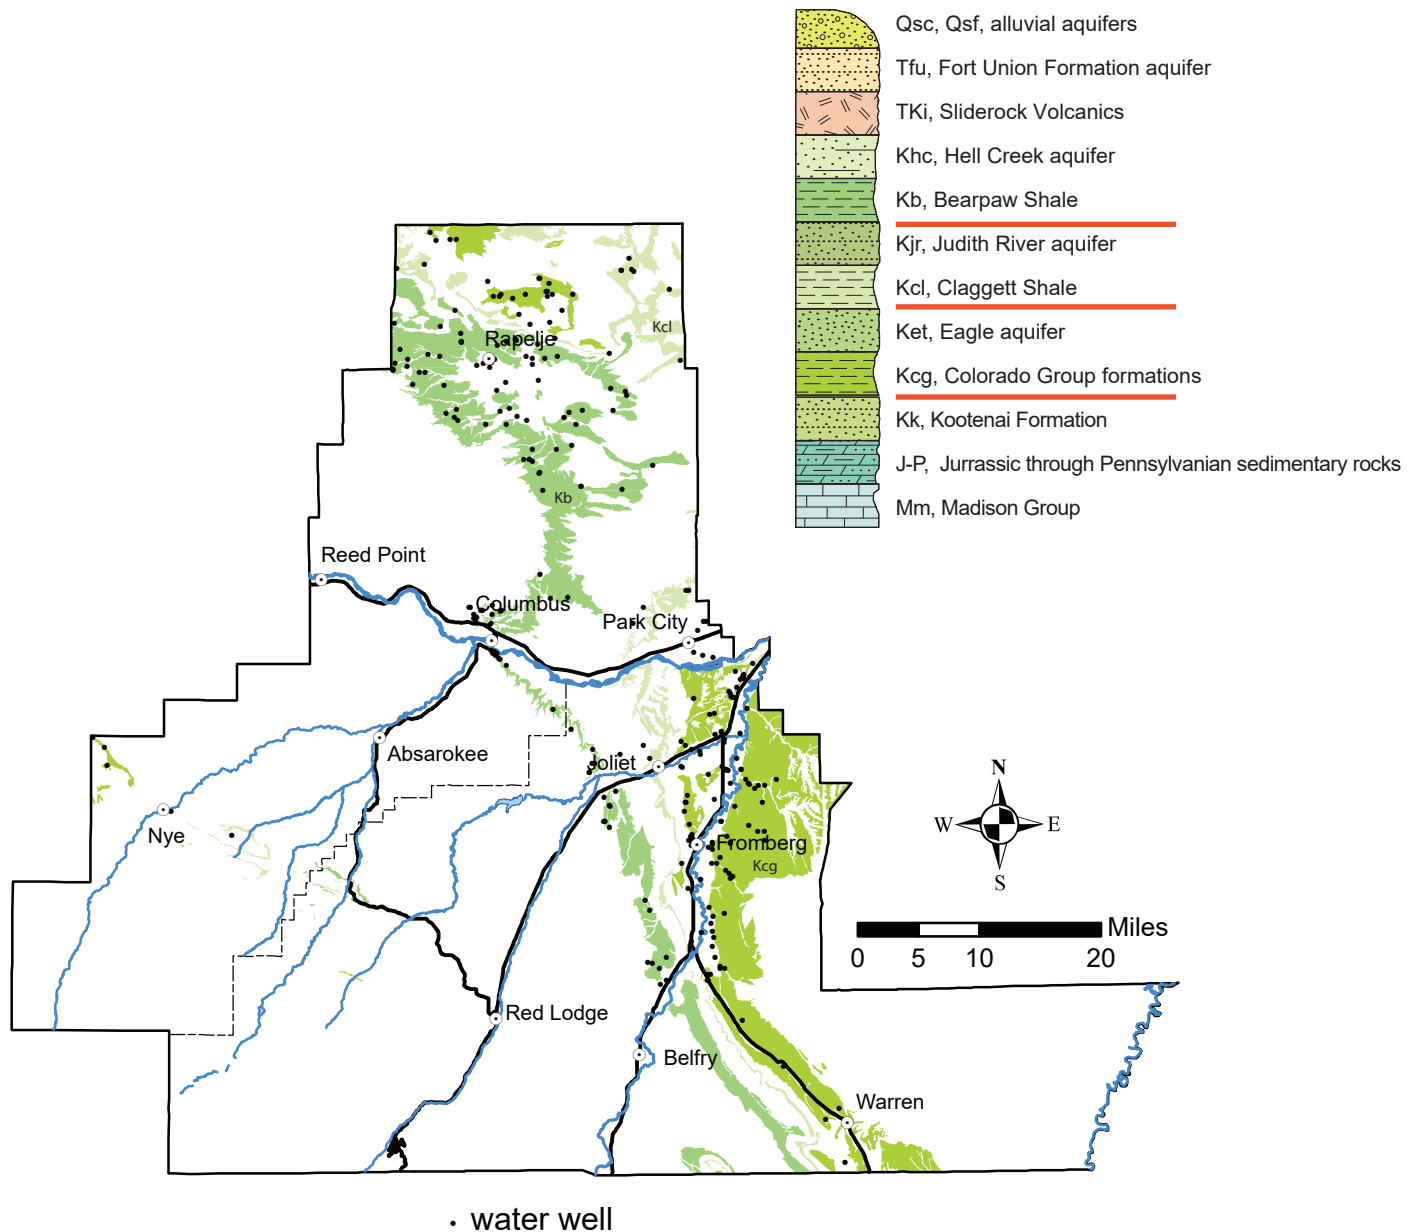 Qsc, Qsf, alluvial aquifers
Tfu, Fort Union Formation aquifer
TKi, Sliderock Volcanics
Khc, Hell Creek aquifer
Kb, Bearpaw Shale
Kjr, Judith River aquifer
Kcl, Claggett Shale
Ket, Eagle aquifer
Kcg, Colorado Group formations
Kk, Kootenai Formation
J-P, Jurrassic through Pennsylvanian sedimentary rocks
Mm, Madison Group
Kcl
Rapelje
Kb
Reed Point
Columbus
Park City
Absarokee
Joliet
Nye
Fromberg
Kcg
N
W E
S
Miles
0 5 10 20
Red Lodge
Belfry
Warren
water well